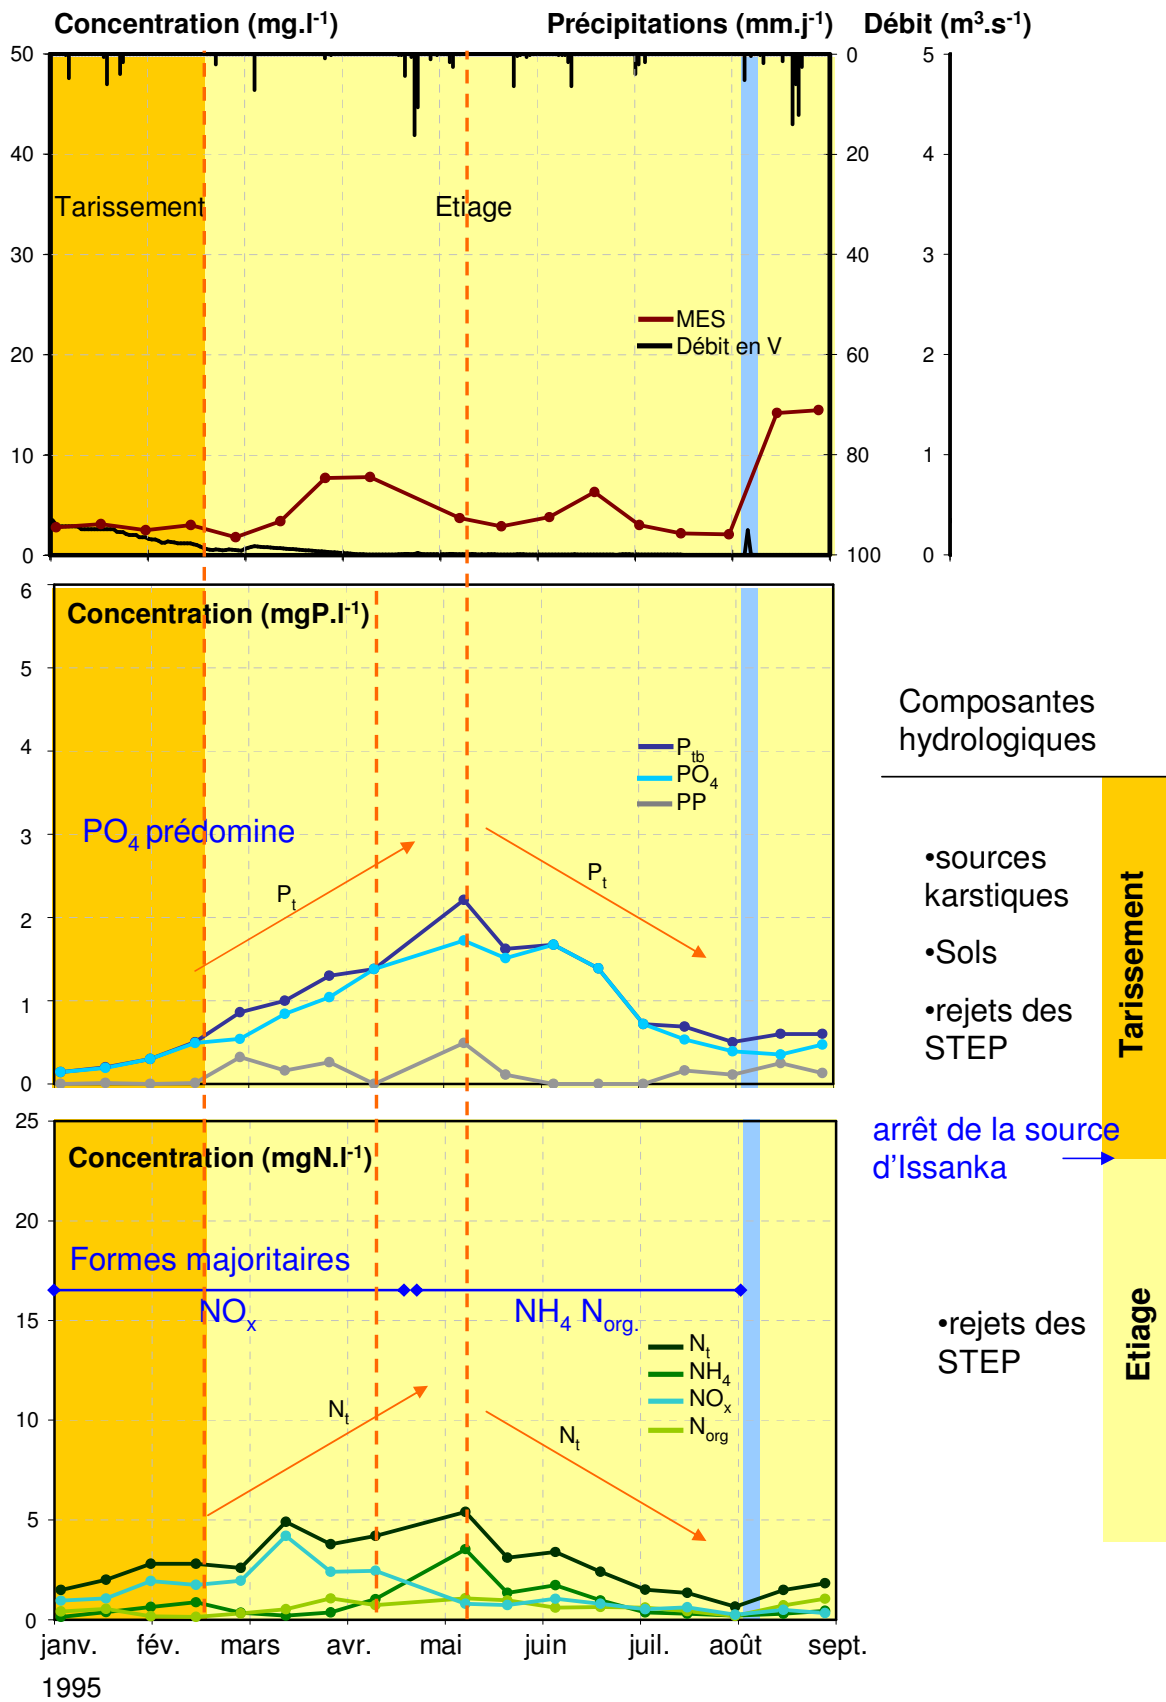 Concentration (mg.l-1)
Précipitations (mm.j-1)
Débit (m3.s-1)
50
0
5
40
20
4
Tarissement
Etiage
30
40
3
MES
Débit en V
20
60
2
10
80
1
0
100
0
6
Concentration (mgP.l-1)
5
4
Ptb
PO4
PP
3
PO4 prédomine
Pt
Pt
2
1
0
Composantes
hydrologiques
•sources
karstiques
•Sols
•rejets des
STEP
Tarissement
arrêt de la source
d'Issanka
•rejets des
STEP
Etiage
25
Concentration (mgN.l-1)
20
Formes majoritaires
NOx
NH4 Norg.
15
Nt
NH4
NOx
Norg
10
Nt
Nt
5
0
janv. fév. mars avr. mai juin juil. août sept.
1995